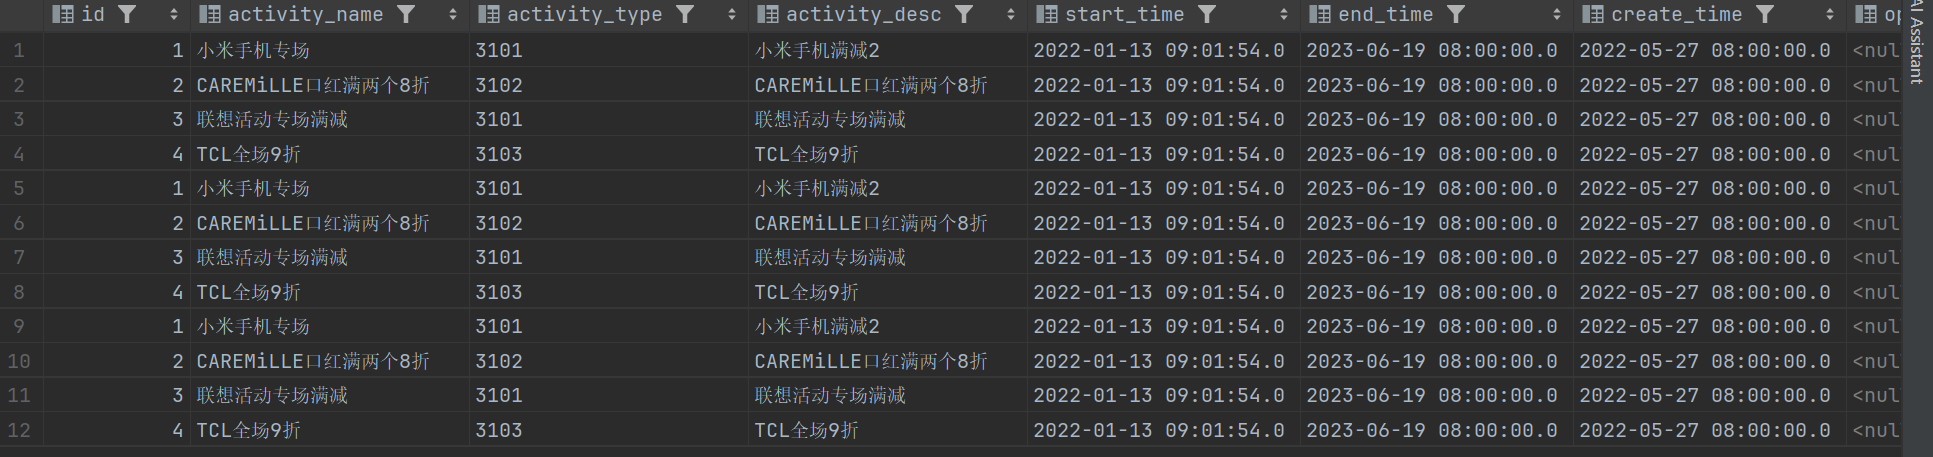 id activity_name activity_type activity_desc start_time end_time create_time op
1 1 小米手机专场 3101 小米手机满减2 2022-01-13 09:01:54.0 2023-06-19 08:00:00.0 2022-05-27 08:00:00.0 <nul
2 2 CAREMiLLE口红满两个8折 3102 CAREMiLLE口红满两个8折 2022-01-13 09:01:54.0 2023-06-19 08:00:00.0 2022-05-27 08:00:00.0 <nul
3 3 联想活动专场满减 3101 联想活动专场满减 2022-01-13 09:01:54.0 2023-06-19 08:00:00.0 2022-05-27 08:00:00.0 <nul
4 4 TCL全场9折 3103 TCL全场9折 2022-01-13 09:01:54.0 2023-06-19 08:00:00.0 2022-05-27 08:00:00.0 <nul
5 1 小米手机专场 3101 小米手机满减2 2022-01-13 09:01:54.0 2023-06-19 08:00:00.0 2022-05-27 08:00:00.0 <nul
6 2 CAREMiLLE口红满两个8折 3102 CAREMiLLE口红满两个8折 2022-01-13 09:01:54.0 2023-06-19 08:00:00.0 2022-05-27 08:00:00.0 <nul
7 3 联想活动专场满减 3101 联想活动专场满减 2022-01-13 09:01:54.0 2023-06-19 08:00:00.0 2022-05-27 08:00:00.0 <nul
8 4 TCL全场9折 3103 TCL全场9折 2022-01-13 09:01:54.0 2023-06-19 08:00:00.0 2022-05-27 08:00:00.0 <nul
9 1 小米手机专场 3101 小米手机满减2 2022-01-13 09:01:54.0 2023-06-19 08:00:00.0 2022-05-27 08:00:00.0 <nul
10 2 CAREMiLLE口红满两个8折 3102 CAREMiLLE口红满两个8折 2022-01-13 09:01:54.0 2023-06-19 08:00:00.0 2022-05-27 08:00:00.0 <nul
11 3 联想活动专场满减 3101 联想活动专场满减 2022-01-13 09:01:54.0 2023-06-19 08:00:00.0 2022-05-27 08:00:00.0 <nul
12 4 TCL全场9折 3103 TCL全场9折 2022-01-13 09:01:54.0 2023-06-19 08:00:00.0 2022-05-27 08:00:00.0 <nul
AI Assistant